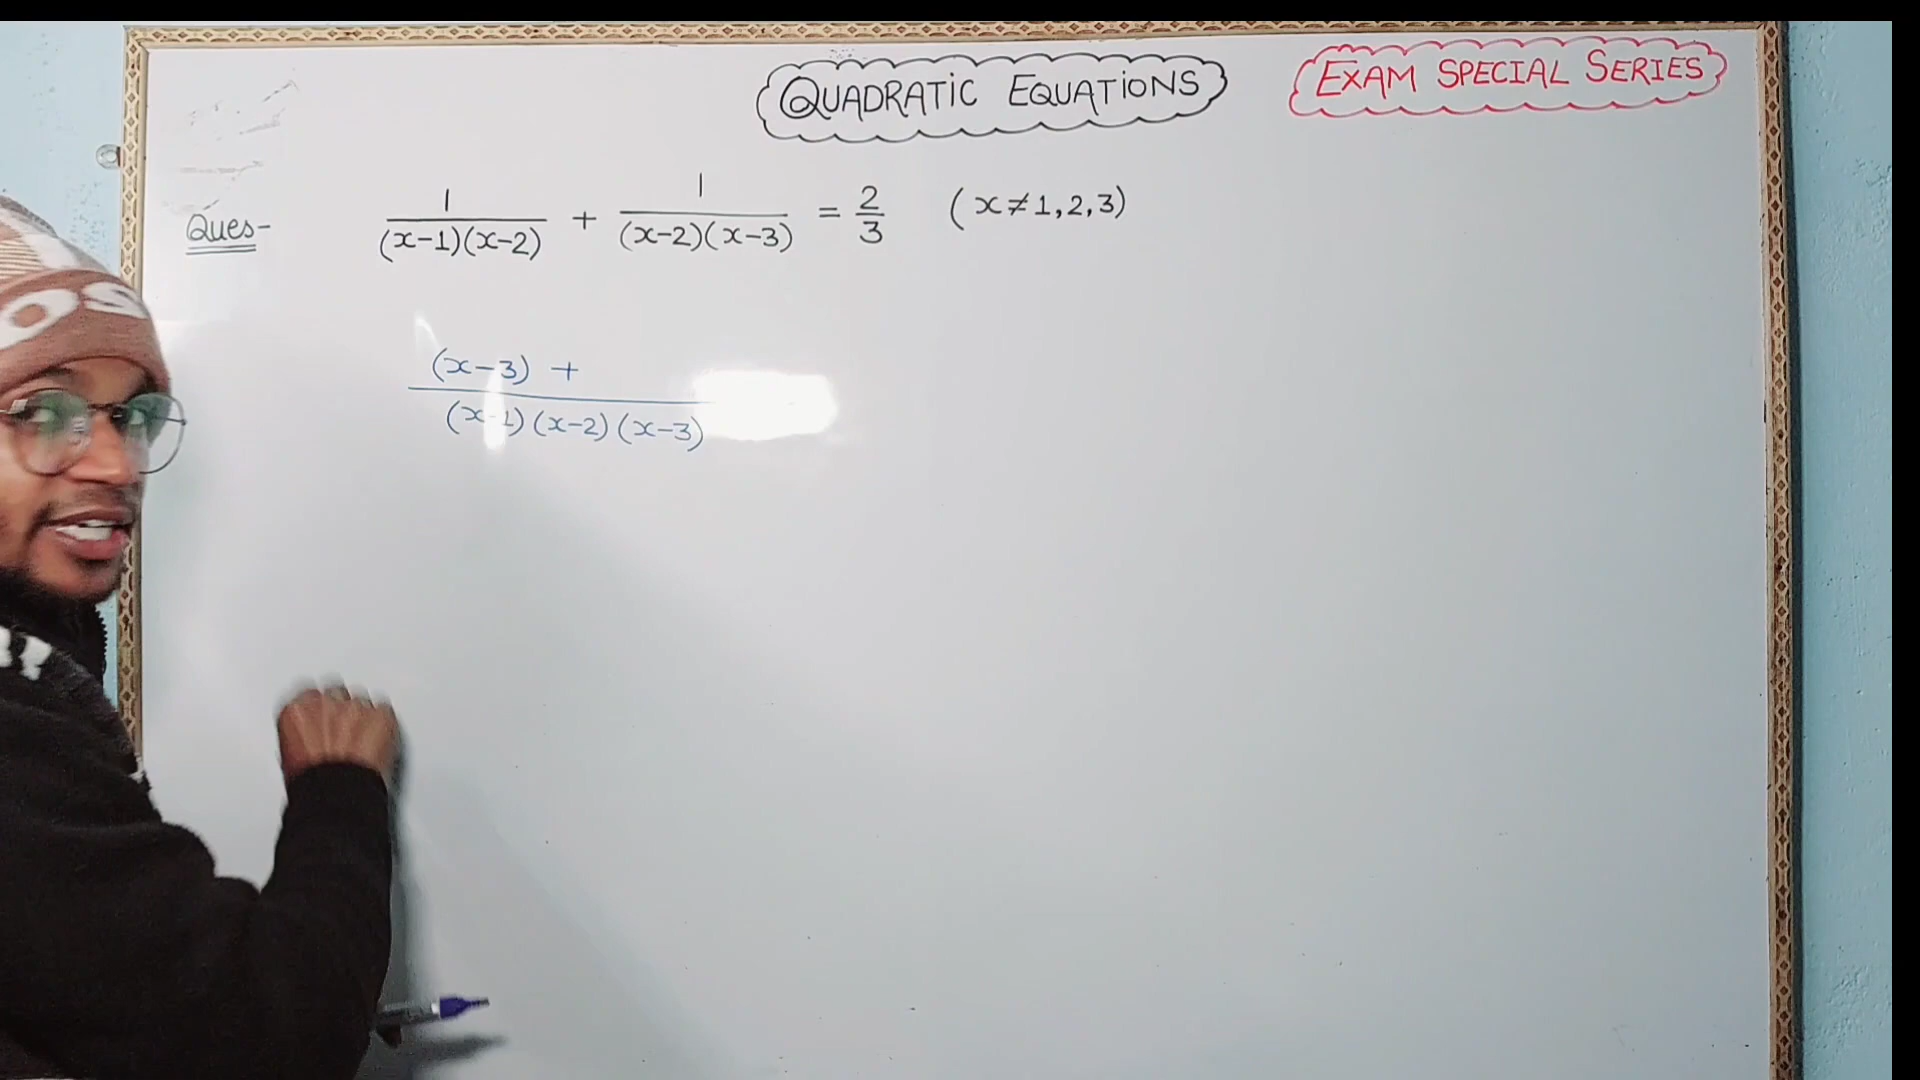 QUADRATIC EQUATIONS
EXAM SPECIAL SERIES
Ques- 1/(x-1)(x-2) + 1/(x-2)(x-3) = 2/3 (x≠1,2,3)
(x-3) +
(x-1)(x-2)(x-3)